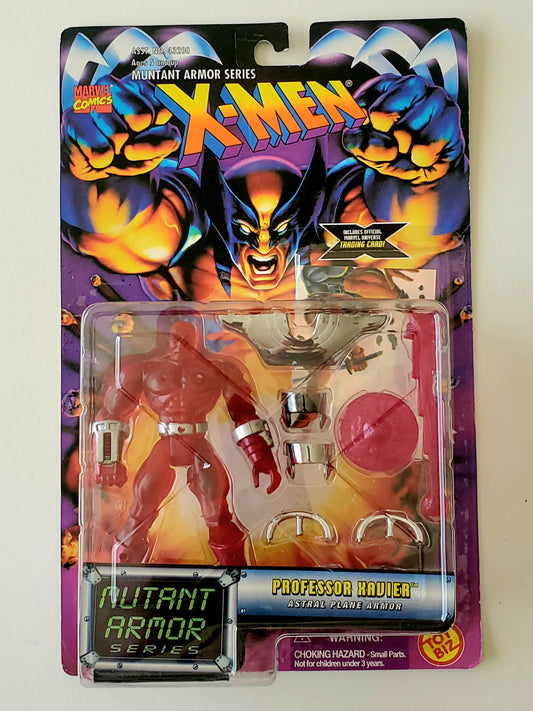 ASST. NO. 43200
Ages 5 and up
MUNTANT ARMOR SERIES
MARVEL
COMICS
X-MEN®
INCLUDES OFFICIAL
MARVEL UNIVERSE
TRADING CARD!
PROFESSOR XAVIER™
ASTRAL PLANE ARMOR
MUTANT
ARMOR
SERIES
WARNING:
CHOKING HAZARD - Small Parts.
Not for children under 3 years.
TOY
BIZ